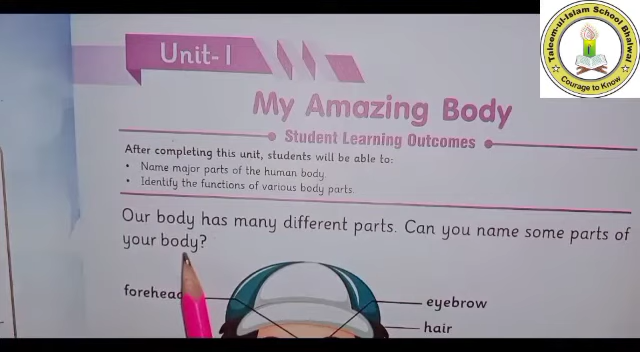 Taleem-ul-Islam School Bhalwal
Courage to Know
Unit-1
My Amazing Body
Student Learning Outcomes
After completing this unit, students will be able to:
• Name major parts of the human body.
• Identify the functions of various body parts.
Our body has many different parts. Can you name some parts of
your body?
forehead
eyebrow
hair